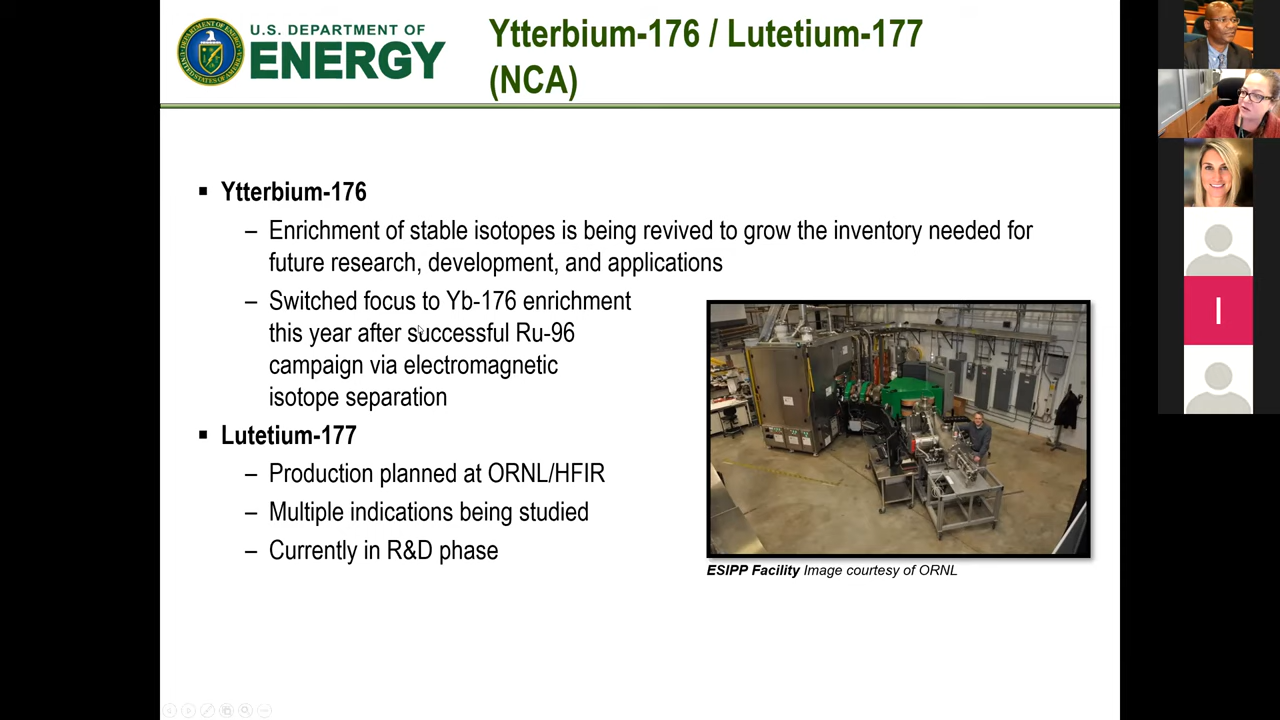 U.S. DEPARTMENT OF
ENERGY
Ytterbium-176 / Lutetium-177
(NCA)
▪ Ytterbium-176
– Enrichment of stable isotopes is being revived to grow the inventory needed for
future research, development, and applications
– Switched focus to Yb-176 enrichment
this year after successful Ru-96
campaign via electromagnetic
isotope separation
▪ Lutetium-177
– Production planned at ORNL/HFIR
– Multiple indications being studied
– Currently in R&D phase
ESIPP Facility Image courtesy of ORNL
I